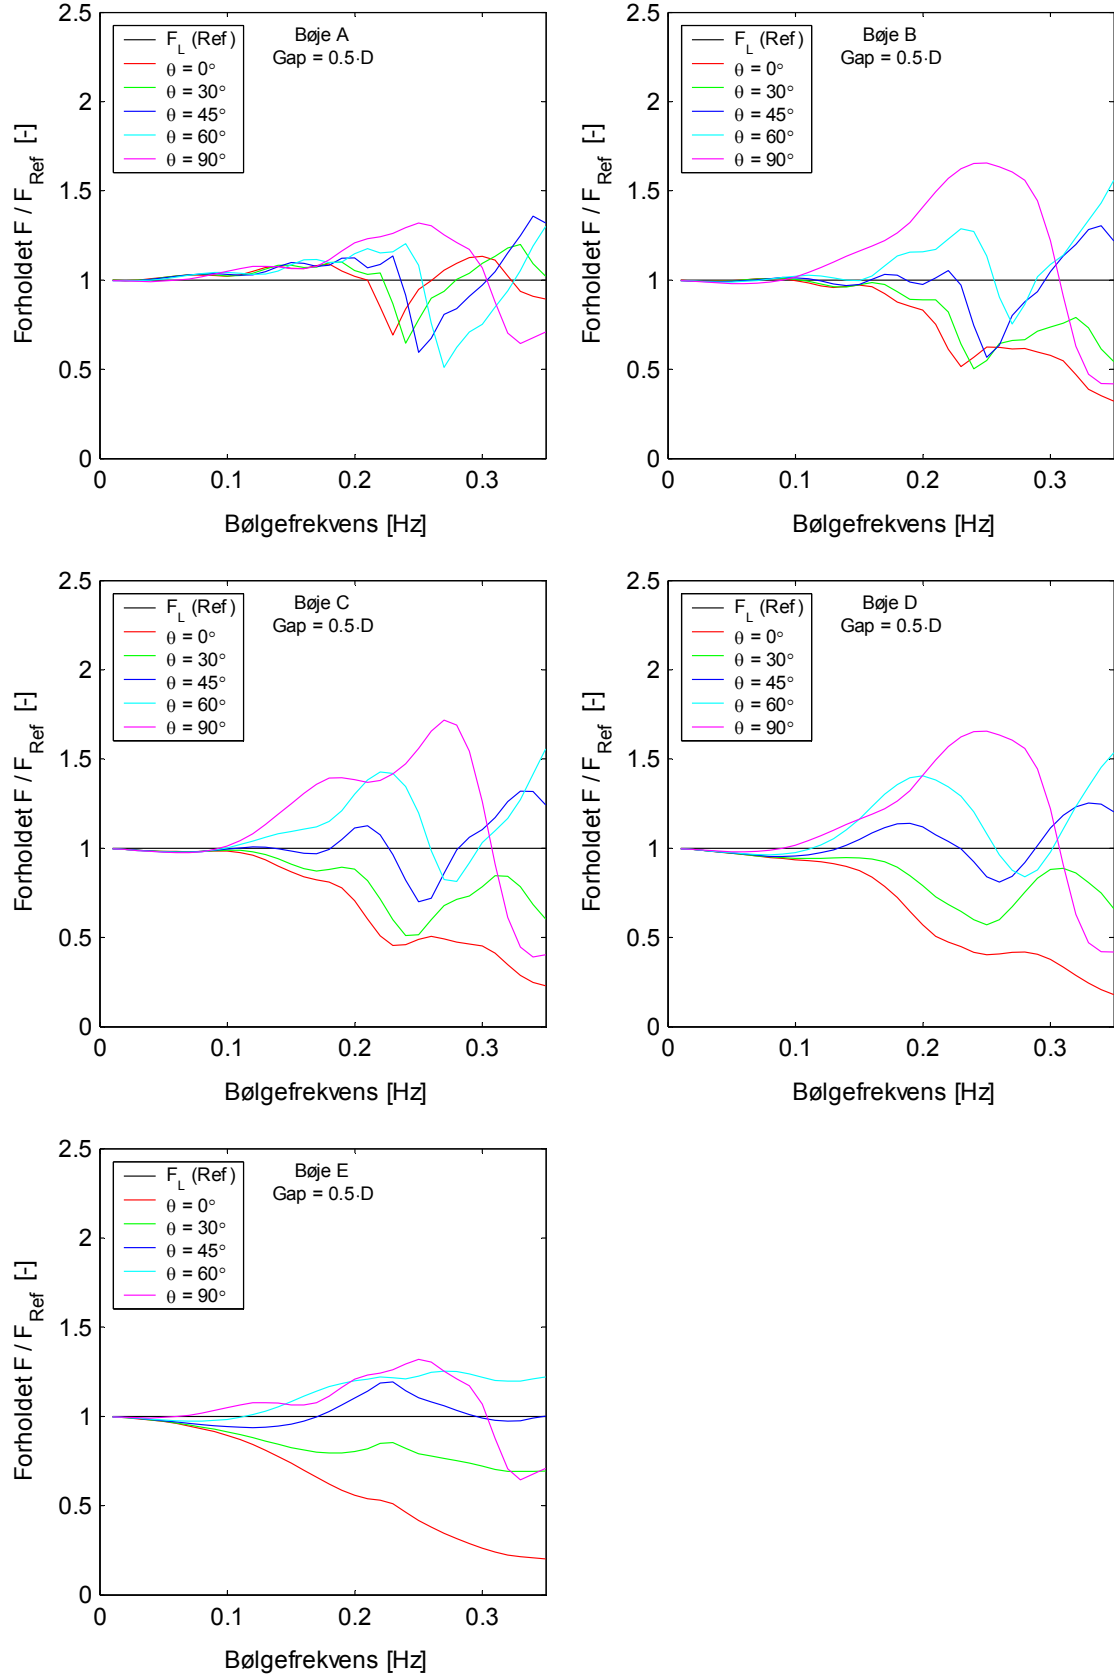 Bøje A
Gap = 0.5·D
F_L (Ref)
θ = 0°
θ = 30°
θ = 45°
θ = 60°
θ = 90°
Forholdet F / F_Ref [-]
2.5
2
1.5
1
0.5
0
0
0.1
0.2
0.3
Bølgefrekvens [Hz]
Bøje B
Gap = 0.5·D
F_L (Ref)
θ = 0°
θ = 30°
θ = 45°
θ = 60°
θ = 90°
Forholdet F / F_Ref [-]
2.5
2
1.5
1
0.5
0
0
0.1
0.2
0.3
Bølgefrekvens [Hz]
Bøje C
Gap = 0.5·D
F_L (Ref)
θ = 0°
θ = 30°
θ = 45°
θ = 60°
θ = 90°
Forholdet F / F_Ref [-]
2.5
2
1.5
1
0.5
0
0
0.1
0.2
0.3
Bølgefrekvens [Hz]
Bøje D
Gap = 0.5·D
F_L (Ref)
θ = 0°
θ = 30°
θ = 45°
θ = 60°
θ = 90°
Forholdet F / F_Ref [-]
2.5
2
1.5
1
0.5
0
0
0.1
0.2
0.3
Bølgefrekvens [Hz]
Bøje E
Gap = 0.5·D
F_L (Ref)
θ = 0°
θ = 30°
θ = 45°
θ = 60°
θ = 90°
Forholdet F / F_Ref [-]
2.5
2
1.5
1
0.5
0
0
0.1
0.2
0.3
Bølgefrekvens [Hz]